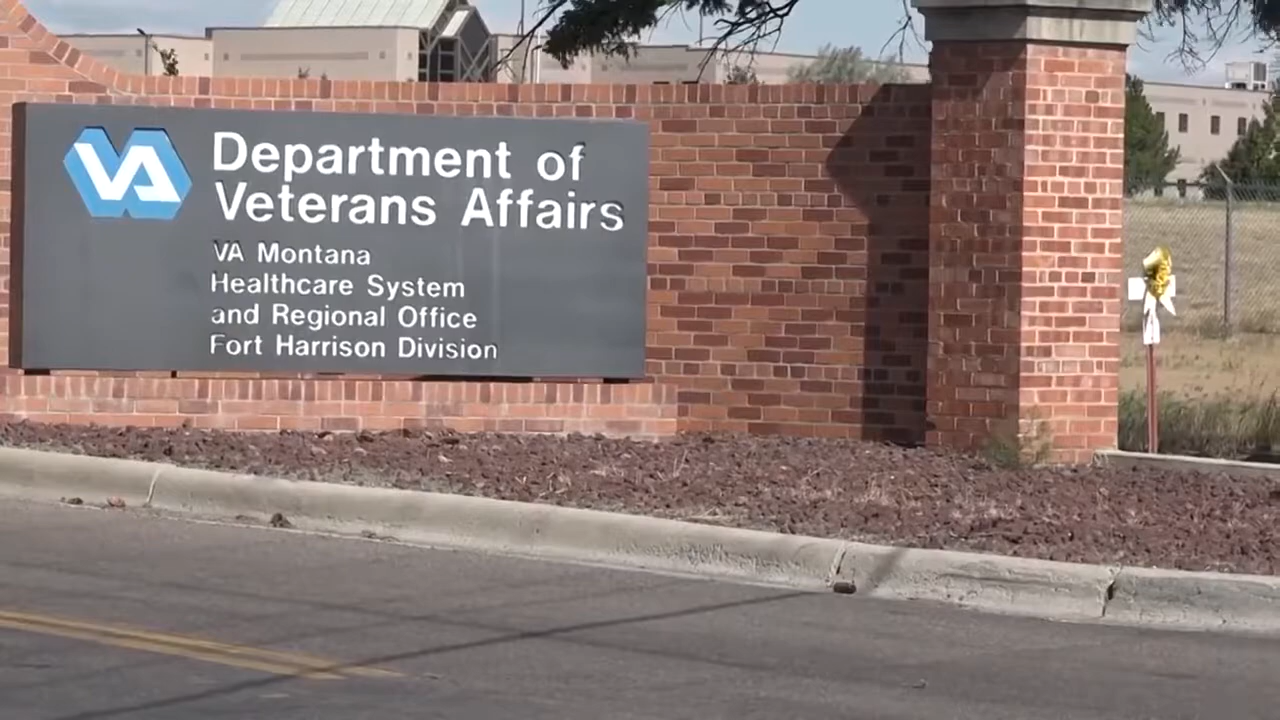 VA
Department of
Veterans Affairs
VA Montana
Healthcare System
and Regional Office
Fort Harrison Division